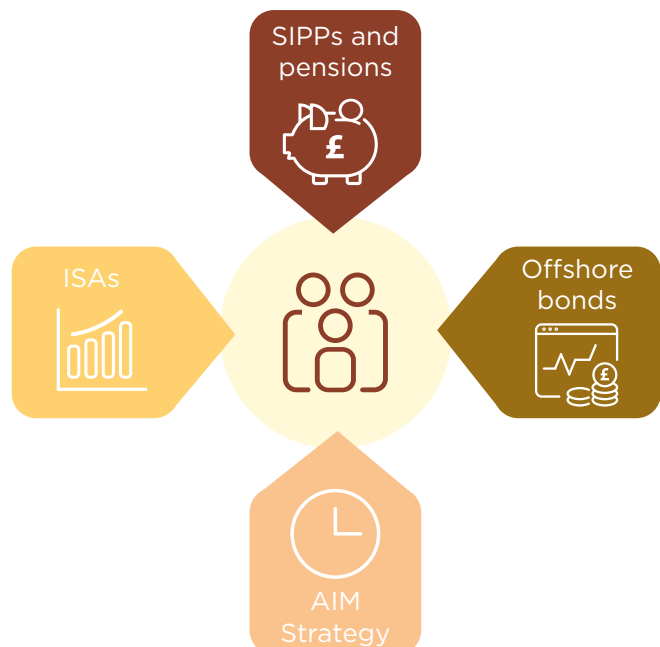 SIPPs and
pensions
£
ISAs
Offshore
bonds
£
AIM
Strategy